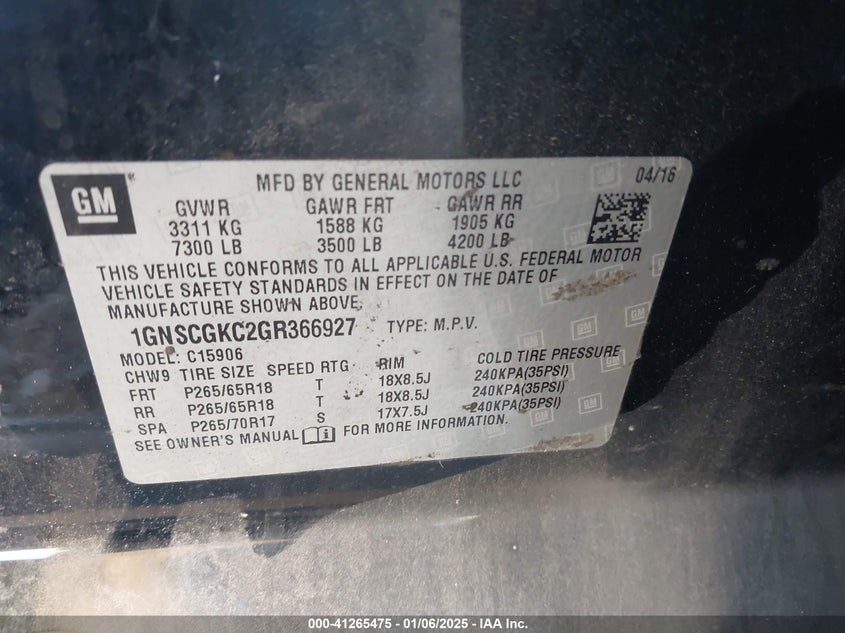 GM
MFD BY GENERAL MOTORS LLC 04/16
GVWR GAWR FRT GAWR RR
3311 KG 1588 KG 1905 KG
7300 LB 3500 LB 4200 LB
THIS VEHICLE CONFORMS TO ALL APPLICABLE U.S. FEDERAL MOTOR
VEHICLE SAFETY STANDARDS IN EFFECT ON THE DATE OF
MANUFACTURE SHOWN ABOVE.
1GNSCGKC2GR366927 TYPE: M.P.V.
MODEL: C15906
CHW9 TIRE SIZE SPEED RTG RIM COLD TIRE PRESSURE
FRT P265/65R18 T 18X8.5J 240KPA(35PSI)
RR P265/65R18 T 18X8.5J 240KPA(35PSI)
SPA P265/70R17 S 17X7.5J 240KPA(35PSI)
SEE OWNER'S MANUAL FOR MORE INFORMATION.
000-41265475 - 01/06/2025 - IAA Inc.